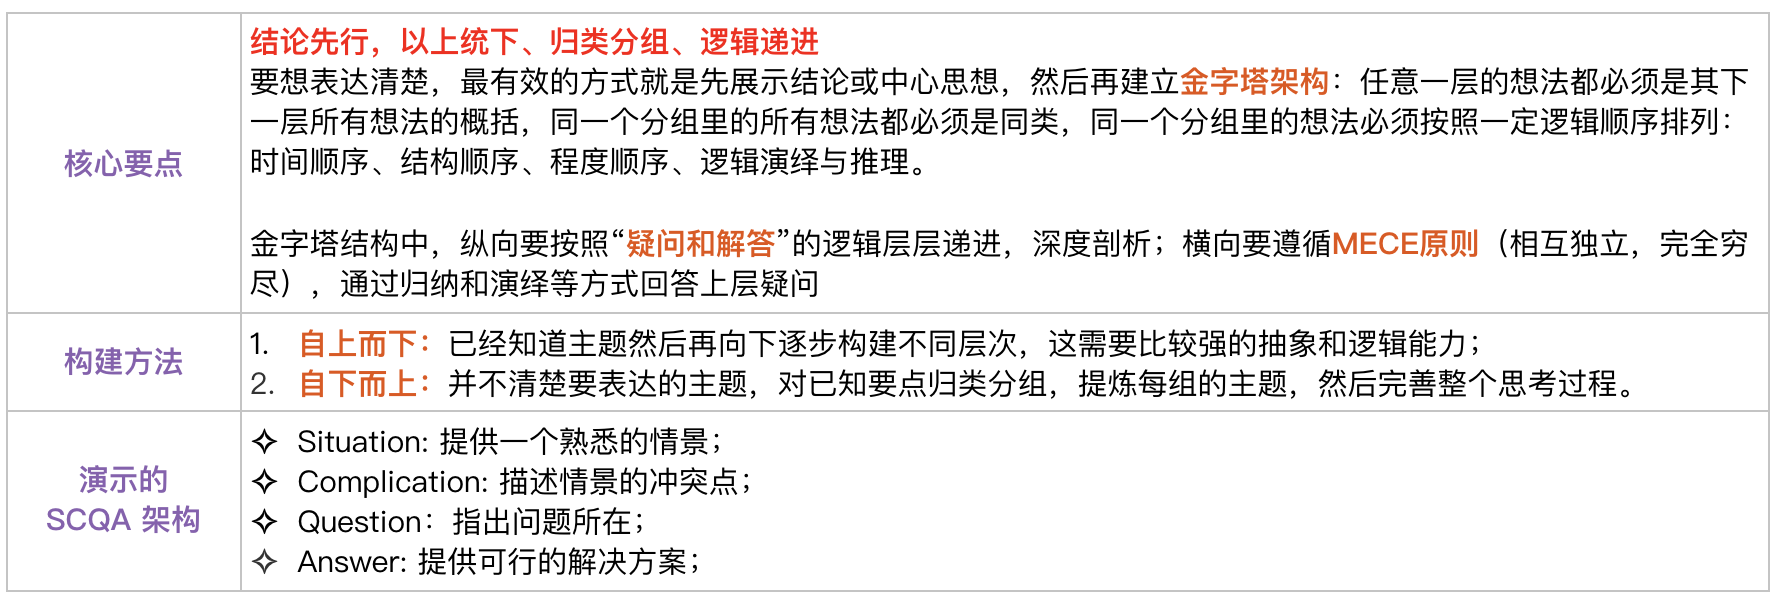 核心要点
结论先行，以上统下、归类分组、逻辑递进
要想表达清楚，最有效的方式就是先展示结论或中心思想，然后再建立金字塔架构：任意一层的想法都必须是其下
一层所有想法的概括，同一个分组里的所有想法都必须是同类，同一个分组里的想法必须按照一定逻辑顺序排列：
时间顺序、结构顺序、程度顺序、逻辑演绎与推理。
金字塔结构中，纵向要按照“疑问和解答”的逻辑层层递进，深度剖析；横向要遵循MECE原则（相互独立，完全穷
尽），通过归纳和演绎等方式回答上层疑问
构建方法
1. 自上而下：已经知道主题然后再向下逐步构建不同层次，这需要比较强的抽象和逻辑能力；
2. 自下而上：并不清楚要表达的主题，对已知要点归类分组，提炼每组的主题，然后完善整个思考过程。
演示的
SCQA 架构
✧ Situation: 提供一个熟悉的情景；
✧ Complication: 描述情景的冲突点；
✧ Question：指出问题所在；
✧ Answer: 提供可行的解决方案；